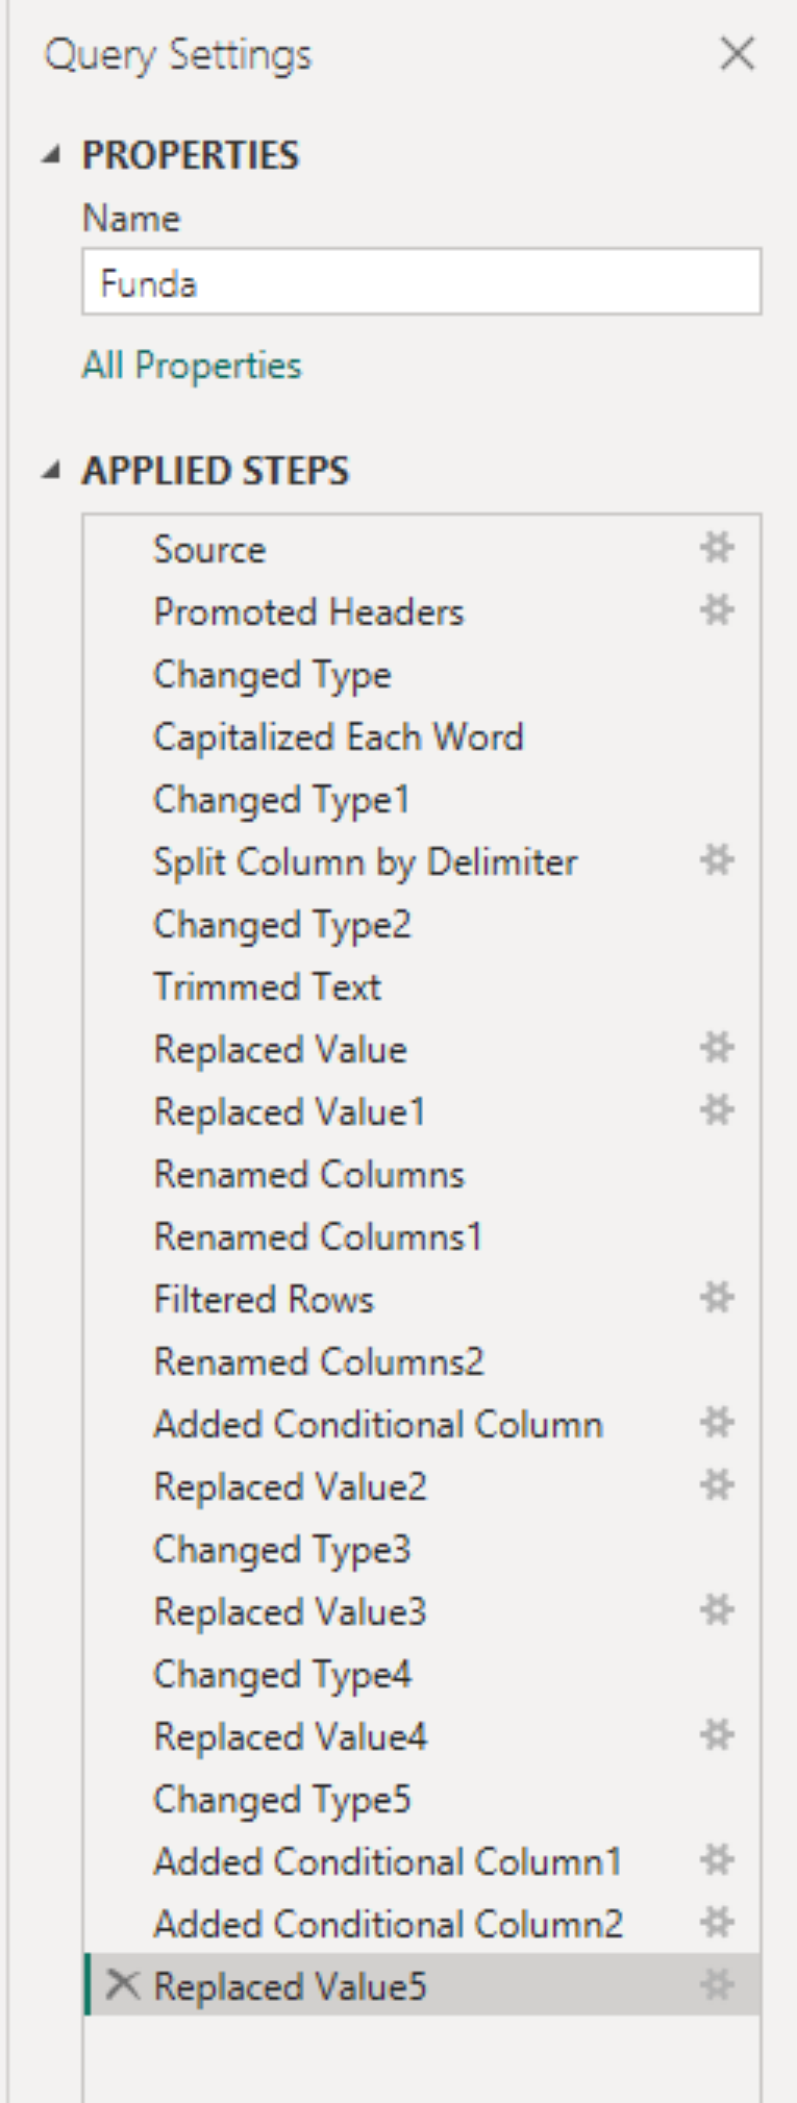 Query Settings
PROPERTIES
Name
Funda
All Properties
APPLIED STEPS
Source
Promoted Headers
Changed Type
Capitalized Each Word
Changed Type1
Split Column by Delimiter
Changed Type2
Trimmed Text
Replaced Value
Replaced Value1
Renamed Columns
Renamed Columns1
Filtered Rows
Renamed Columns2
Added Conditional Column
Replaced Value2
Changed Type3
Replaced Value3
Changed Type4
Replaced Value4
Changed Type5
Added Conditional Column1
Added Conditional Column2
Replaced Value5